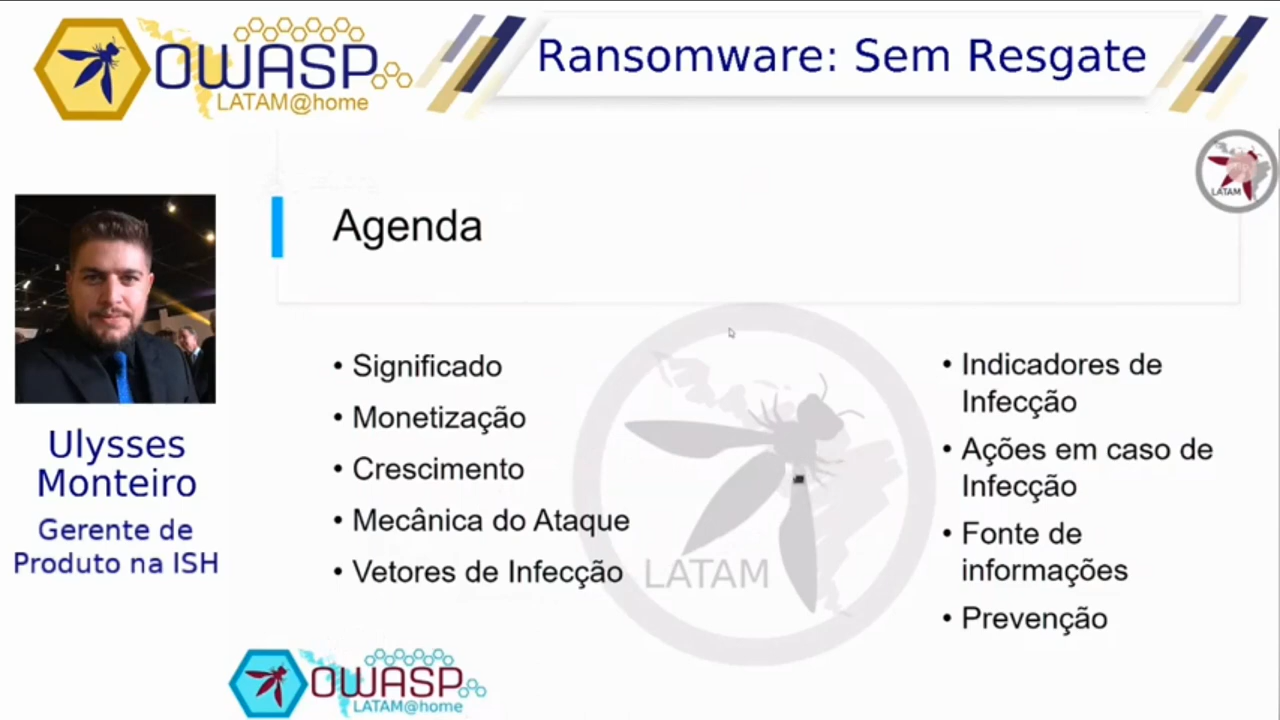 OWASP
LATAM@home
Ransomware: Sem Resgate
LATAM
Agenda
Ulysses
Monteiro
Gerente de
Produto na ISH
• Significado
• Monetização
• Crescimento
• Mecânica do Ataque
• Vetores de Infecção
LATAM
• Indicadores de
Infecção
• Ações em caso de
Infecção
• Fonte de
informações
• Prevenção
OWASP
LATAM@home